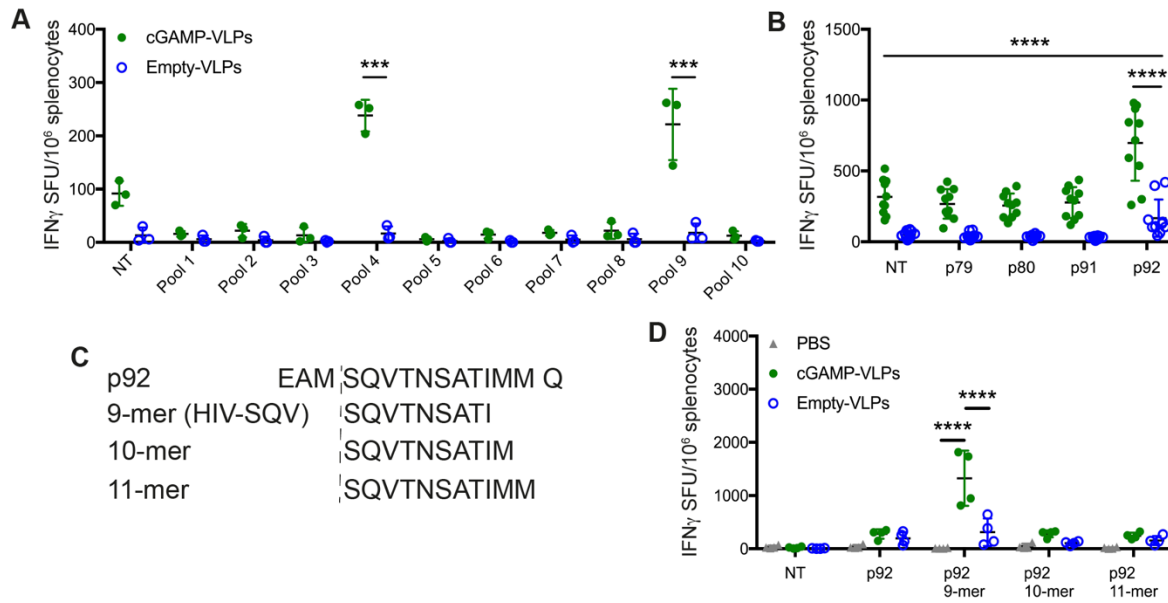 A
IFNγ SFU/10⁶ splenocytes
400
300
200
100
0
cGAMP-VLPs
Empty-VLPs
***
***
NT
Pool 1
Pool 2
Pool 3
Pool 4
Pool 5
Pool 6
Pool 7
Pool 8
Pool 9
Pool 10
B
IFNγ SFU/10⁶ splenocytes
1500
1000
500
0
****
****
NT
p79
p80
p91
p92
C
p92 EAM SQVTNSATIMM Q
9-mer (HIV-SQV) SQVTNSATI
10-mer SQVTNSATIM
11-mer SQVTNSATIMM
D
IFNγ SFU/10⁶ splenocytes
4000
3000
2000
1000
0
PBS
cGAMP-VLPs
Empty-VLPs
****
****
NT
p92
p92
9-mer
p92
10-mer
p92
11-mer